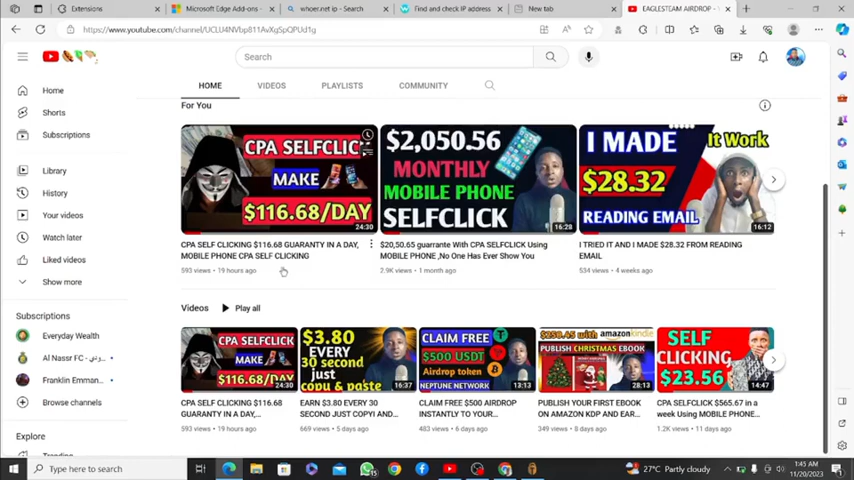 Extensions
Microsoft Edge Add-ons -
whoer.net ip - Search
Find and check IP address
New tab
EAGLESTEAM AIRDROP -
https://www.youtube.com/channel/UCLU4NVbp811AvXgSpQPUd1g
Search
HOME
VIDEOS
PLAYLISTS
COMMUNITY
Home
Shorts
Subscriptions
Library
History
Your videos
Watch later
Liked videos
Show more
Subscriptions
Everyday Wealth
Al Nassr FC -
Franklin Emman...
Browse channels
Explore
For You
CPA SELFCLICK
MAKE
$116.68/DAY
24:30
CPA SELF CLICKING $116.68 GUARANTY IN A DAY,
MOBILE PHONE CPA SELF CLICKING
593 views • 19 hours ago
$2,050.56
MONTHLY
MOBILE PHONE
SELFCLICK
16:28
$20,50.65 guarrante With CPA SELFCLICK Using
MOBILE PHONE ,No One Has Ever Show You
2.9K views • 1 month ago
I MADE
It Work
$28.32
READING EMAIL
16:12
I TRIED IT AND I MADE $28.32 FROM READING
EMAIL
534 views • 4 weeks ago
Videos
Play all
CPA SELFCLICK
MAKE
$116.68/DAY
24:30
CPA SELF CLICKING $116.68
GUARANTY IN A DAY,...
593 views • 19 hours ago
$3.80
EVERY
30 second
just
copy & paste
16:37
EARN $3.80 EVERY 30
SECOND JUST COPYI AND...
669 views • 5 days ago
CLAIM FREE
$500 USDT
Airdrop token
NEPTUNE NETWORK
13:13
CLAIM FREE $500 AIRDROP
INSTANTLY TO YOUR...
483 views • 6 days ago
with amazonkindle
PUBLISH CHRISTMAS EBOOK
28:13
PUBLISH YOUR FIRST EBOOK
ON AMAZON KDP AND EAR...
349 views • 8 days ago
SELF
CLICKING
$23.56
14:47
CPA SELFCLICK $565.67 in a
week Using MOBILE PHONE...
1.2K views • 11 days ago
Type here to search
27°C Partly cloudy
1:45 AM
11/20/2023